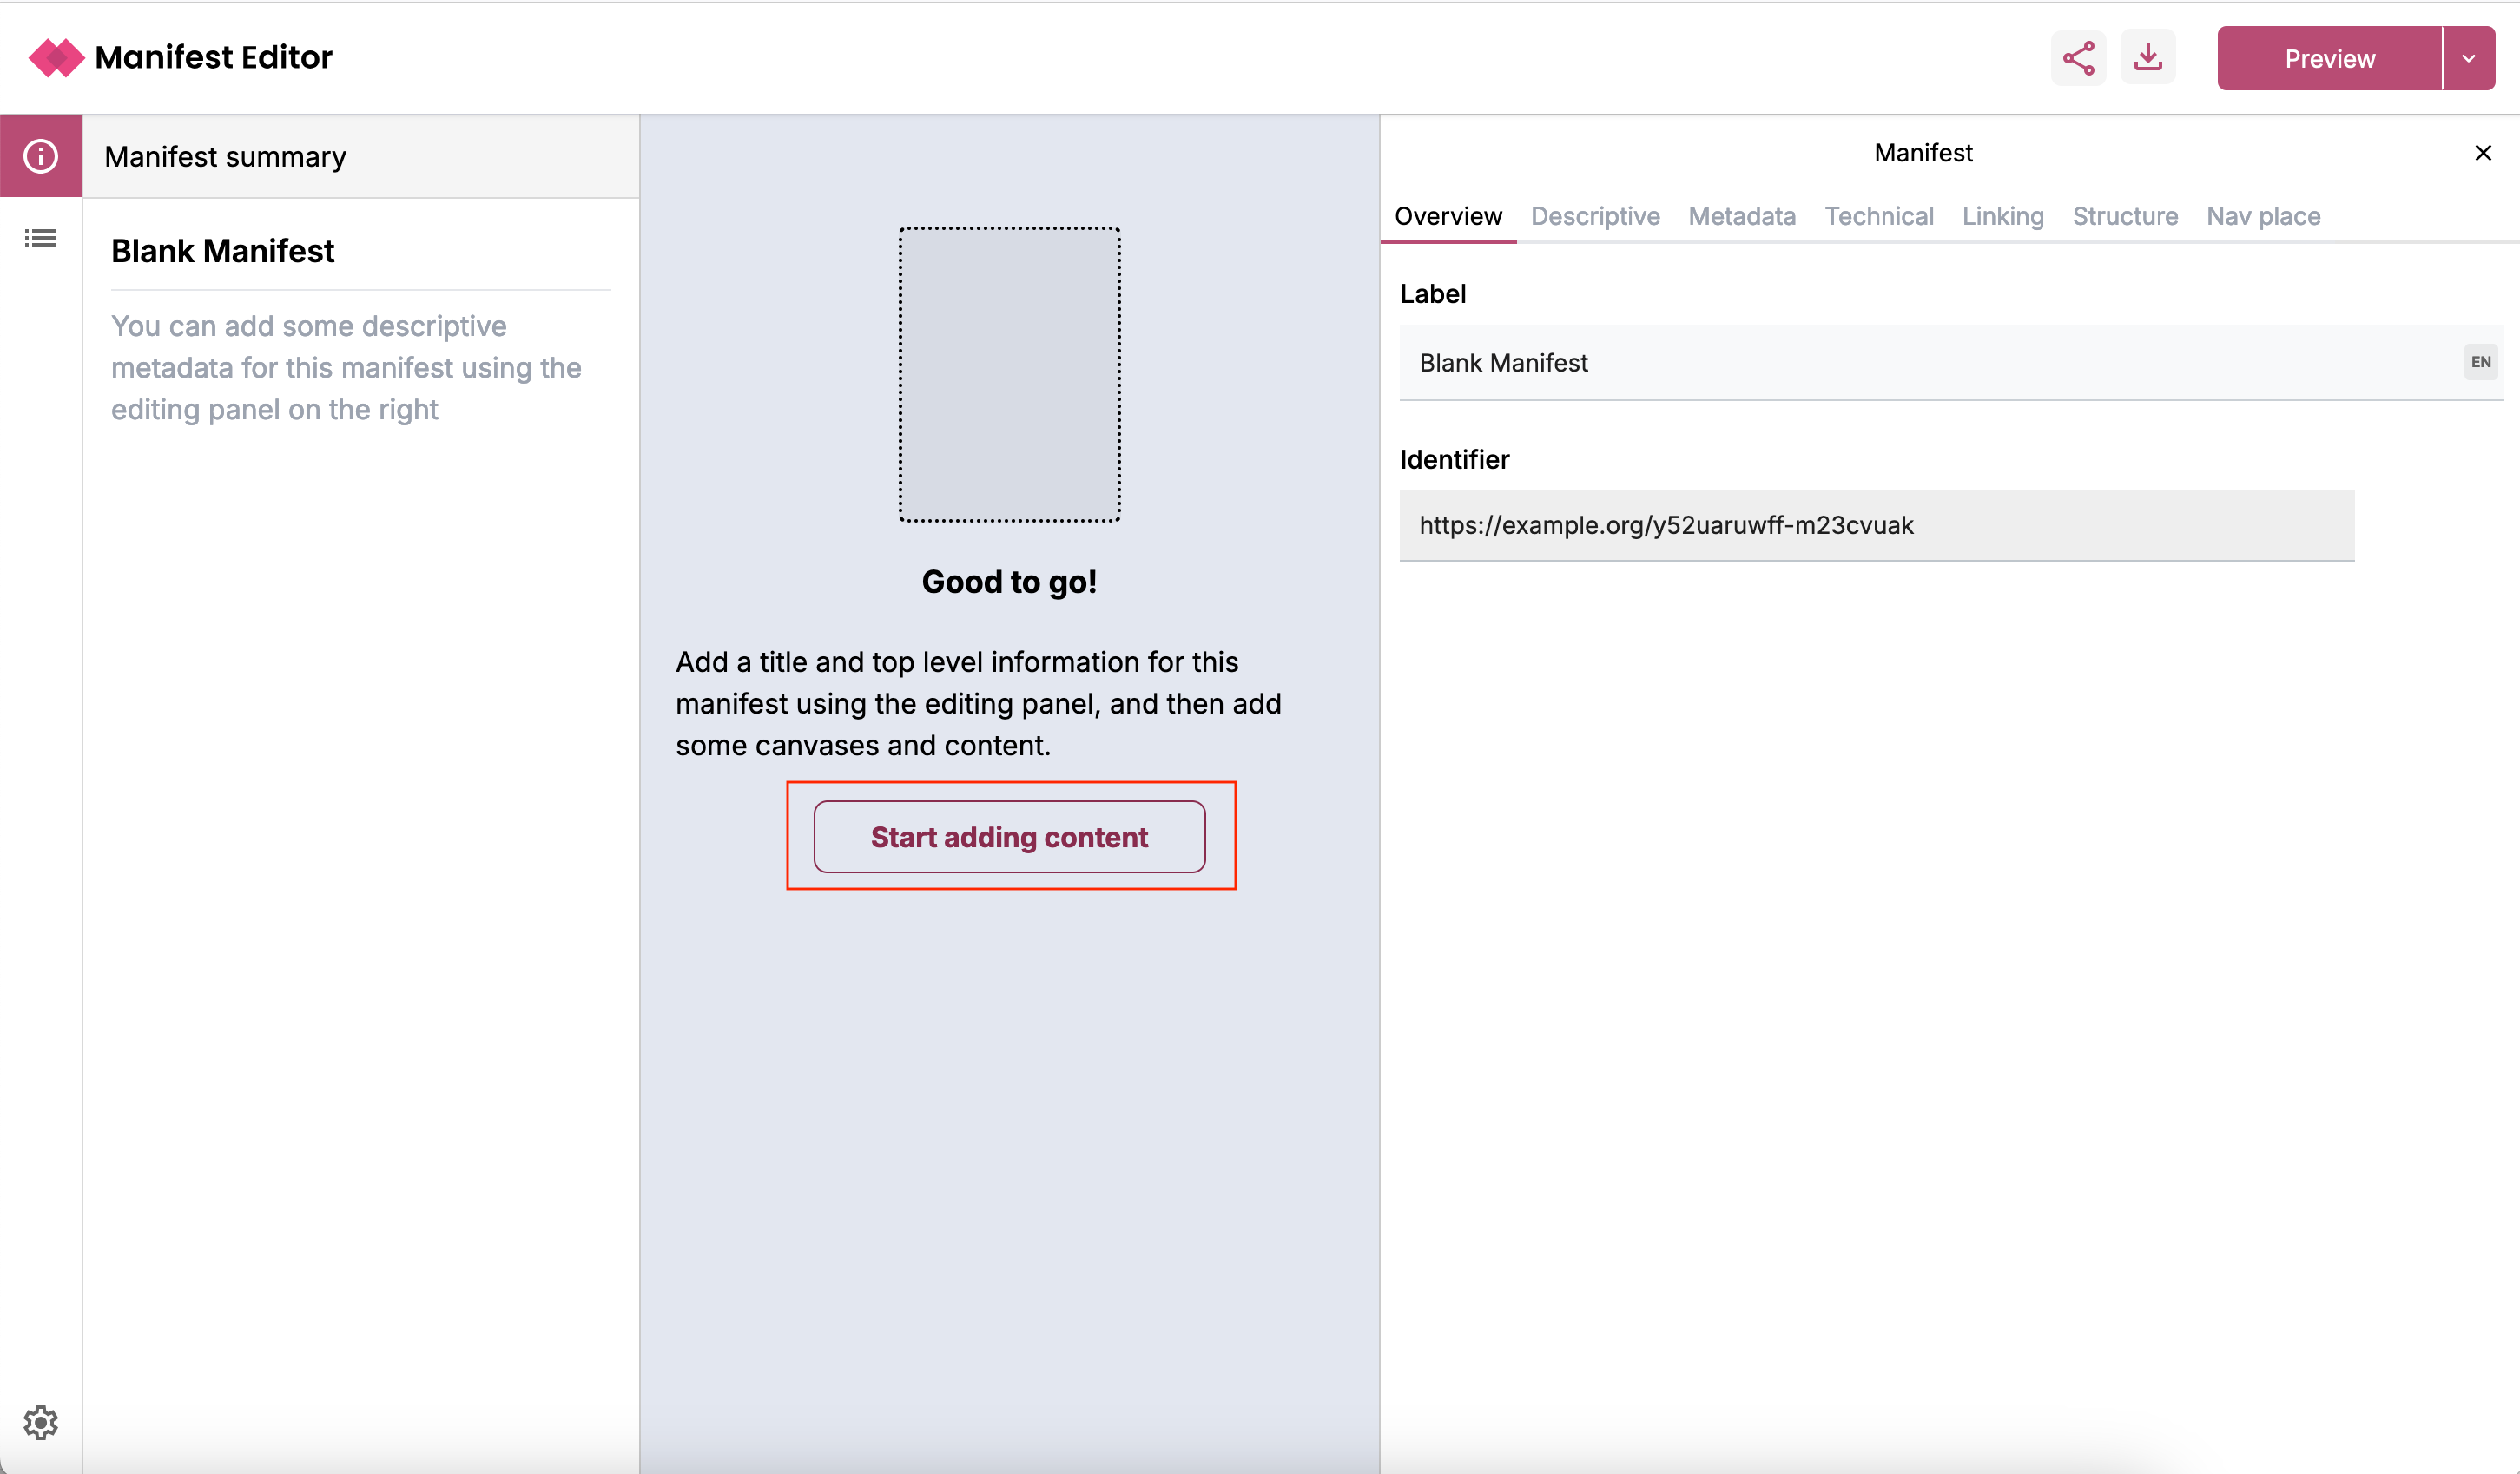 Manifest Editor
Preview
Manifest summary
Blank Manifest
You can add some descriptive
metadata for this manifest using the
editing panel on the right
Good to go!
Add a title and top level information for this
manifest using the editing panel, and then add
some canvases and content.
Start adding content
Manifest
Overview Descriptive Metadata Technical Linking Structure Nav place
Label
Blank Manifest EN
Identifier
https://example.org/y52uaruwff-m23cvuak